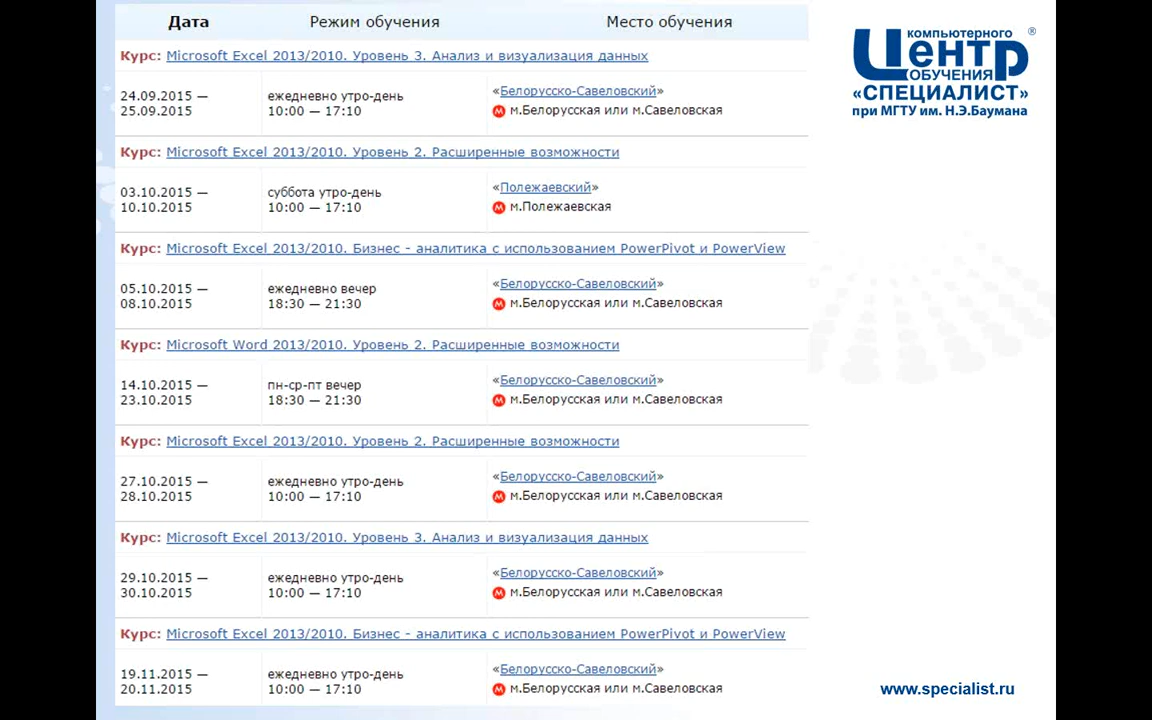 Дата Режим обучения Место обучения
Курс: Microsoft Excel 2013/2010. Уровень 3. Анализ и визуализация данных
24.09.2015 — ежедневно утро-день «Белорусско-Савеловский»
25.09.2015 10:00 — 17:10 М м.Белорусская или м.Савеловская
Курс: Microsoft Excel 2013/2010. Уровень 2. Расширенные возможности
03.10.2015 — суббота утро-день «Полежаевский»
10.10.2015 10:00 — 17:10 М м.Полежаевская
Курс: Microsoft Excel 2013/2010. Бизнес - аналитика с использованием PowerPivot и PowerView
05.10.2015 — ежедневно вечер «Белорусско-Савеловский»
08.10.2015 18:30 — 21:30 М м.Белорусская или м.Савеловская
Курс: Microsoft Word 2013/2010. Уровень 2. Расширенные возможности
14.10.2015 — пн-ср-пт вечер «Белорусско-Савеловский»
23.10.2015 18:30 — 21:30 М м.Белорусская или м.Савеловская
Курс: Microsoft Excel 2013/2010. Уровень 2. Расширенные возможности
27.10.2015 — ежедневно утро-день «Белорусско-Савеловский»
28.10.2015 10:00 — 17:10 М м.Белорусская или м.Савеловская
Курс: Microsoft Excel 2013/2010. Уровень 3. Анализ и визуализация данных
29.10.2015 — ежедневно утро-день «Белорусско-Савеловский»
30.10.2015 10:00 — 17:10 М м.Белорусская или м.Савеловская
Курс: Microsoft Excel 2013/2010. Бизнес - аналитика с использованием PowerPivot и PowerView
19.11.2015 — ежедневно утро-день «Белорусско-Савеловский»
20.11.2015 10:00 — 17:10 М м.Белорусская или м.Савеловская
компьютерного ®
Центр
ОБУЧЕНИЯ
«СПЕЦИАЛИСТ»
при МГТУ им. Н.Э.Баумана
www.specialist.ru